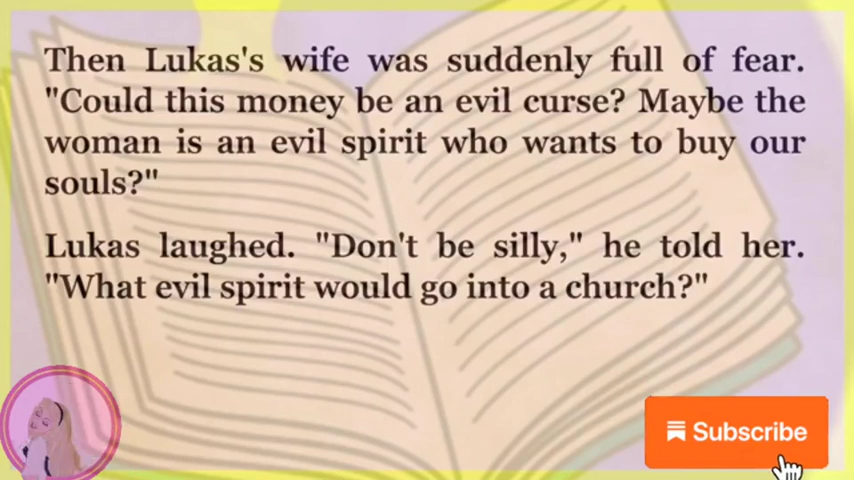 Then Lukas's wife was suddenly full of fear.
"Could this money be an evil curse? Maybe the
woman is an evil spirit who wants to buy our
souls?"
Lukas laughed. "Don't be silly," he told her.
"What evil spirit would go into a church?"
Subscribe